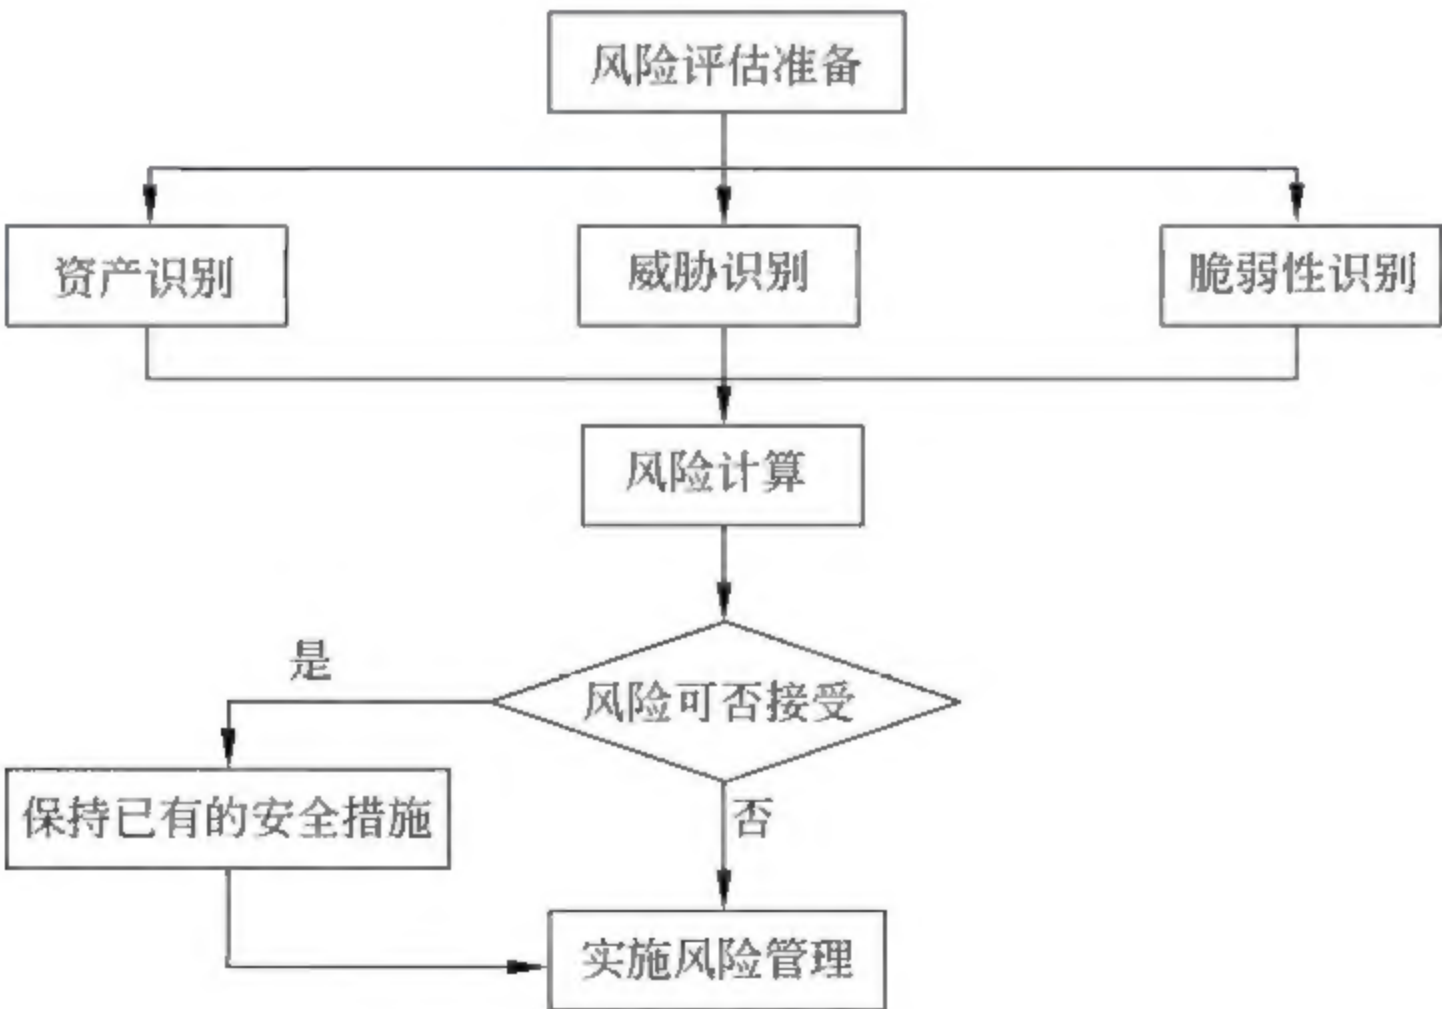 风险评估准备
资产识别
威胁识别
脆弱性识别
风险计算
是
风险可否接受
保持已有的安全措施
否
实施风险管理